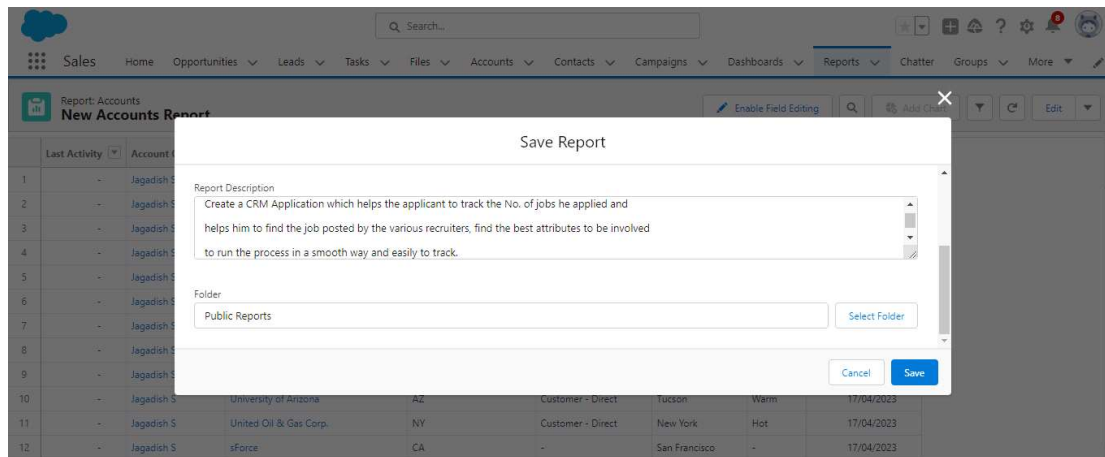 Search...
8
Sales Home Opportunities Leads Tasks Files Accounts Contacts Campaigns Dashboards Reports Chatter Groups More
Report: Accounts
New Accounts Report
Enable Field Editing Add Chart Edit
Save Report
Last Activity Account
Report Description
Create a CRM Application which helps the applicant to track the No. of jobs he applied and
helps him to find the job posted by the various recruiters, find the best attributes to be involved
to run the process in a smooth way and easily to track.
Folder
Public Reports Select Folder
Cancel Save
1 - Jagadish S
2 - Jagadish S
3 - Jagadish S
4 - Jagadish S
5 - Jagadish S
6 - Jagadish S
7 - Jagadish S
8 - Jagadish S
9 - Jagadish S
10 - Jagadish S University of Arizona AZ Customer - Direct Tucson Warm 17/04/2023
11 - Jagadish S United Oil & Gas Corp. NY Customer - Direct New York Hot 17/04/2023
12 - Jagadish S sForce CA - San Francisco - 17/04/2023